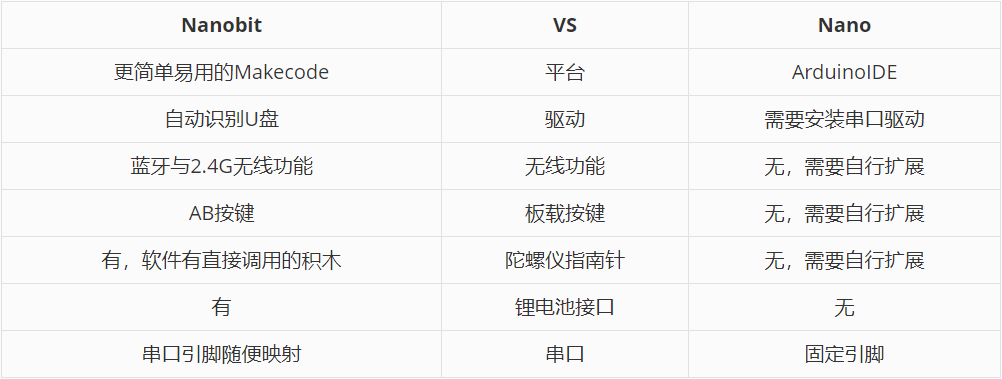 Nanobit VS Nano
更简单易用的Makecode 平台 ArduinoIDE
自动识别U盘 驱动 需要安装串口驱动
蓝牙与2.4G无线功能 无线功能 无，需要自行扩展
AB按键 板载按键 无，需要自行扩展
有，软件有直接调用的积木 陀螺仪指南针 无，需要自行扩展
有 锂电池接口 无
串口引脚随便映射 串口 固定引脚